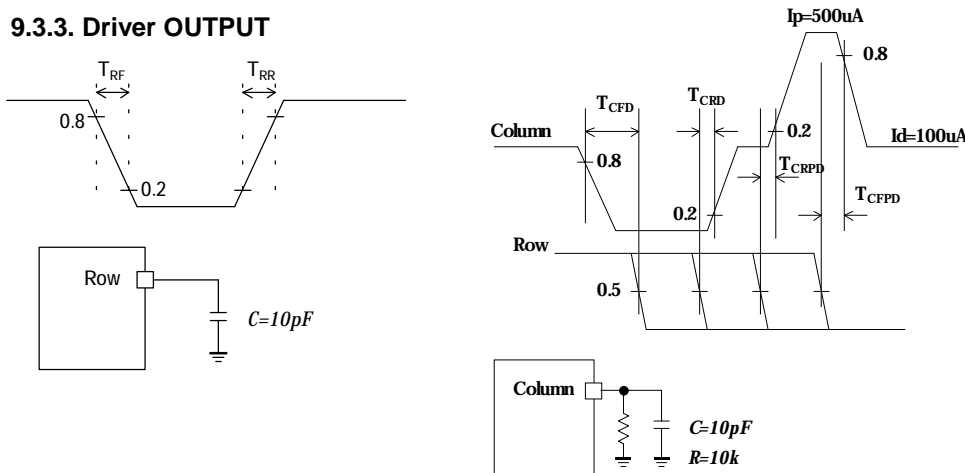 9.3.3. Driver OUTPUT
TRF
TRR
0.8
0.2
Row
C=10pF
Ip=500uA
0.8
TCFD
TCRD
Column
0.2
Id=100uA
0.8
TCRPD
TCFPD
0.2
Row
0.5
Column
C=10pF
R=10k